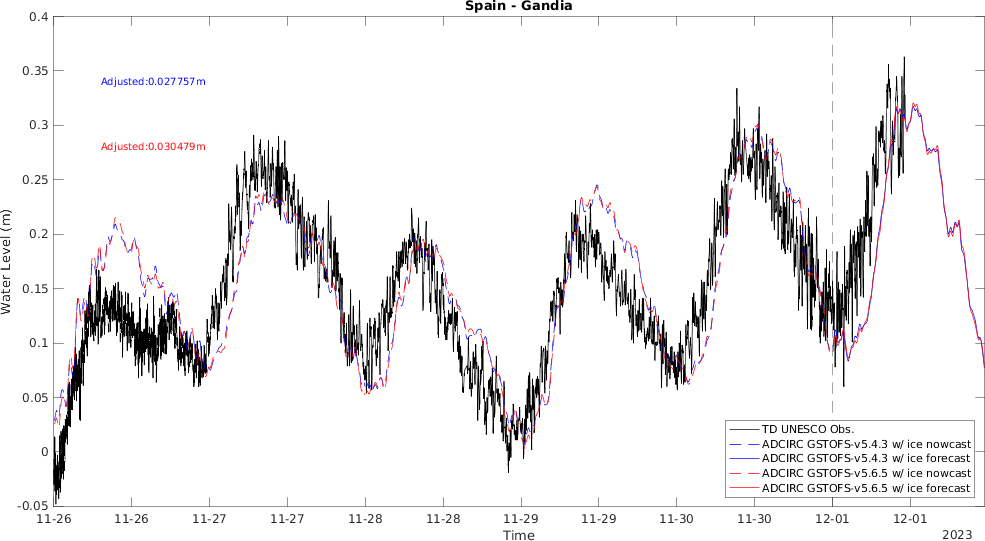 Spain - Gandia
0.4
0.35
0.3
0.25
0.2
0.15
0.1
0.05
0
-0.05
Water Level (m)
Adjusted:0.027757m
Adjusted:0.030479m
TD UNESCO Obs.
ADCIRC GSTOFS-v5.4.3 w/ ice nowcast
ADCIRC GSTOFS-v5.4.3 w/ ice forecast
ADCIRC GSTOFS-v5.6.5 w/ ice nowcast
ADCIRC GSTOFS-v5.6.5 w/ ice forecast
11-26 11-26 11-27 11-27 11-28 11-28 11-29 11-29 11-30 11-30 12-01 12-01
Time
2023